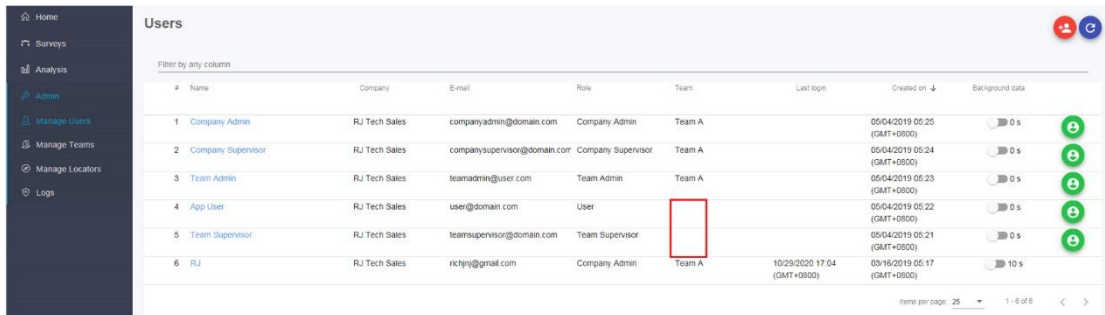 Home
Surveys
Analysis
Admin
Manage Users
Manage Teams
Manage Locators
Logs
Users
Filter by any column
# Name Company E-mail Role Team Last login Created on ↓ Background data
1 Company Admin RJ Tech Sales companyadmin@domain.com Company Admin Team A 05/04/2019 05:25 0 s
(GMT+0800)
2 Company Supervisor RJ Tech Sales companysupervisor@domain.com Company Supervisor Team A 05/04/2019 05:24 0 s
(GMT+0800)
3 Team Admin RJ Tech Sales teamadmin@user.com Team Admin Team A 05/04/2019 05:23 0 s
(GMT+0800)
4 App User RJ Tech Sales user@domain.com User 05/04/2019 05:22 0 s
(GMT+0800)
5 Team Supervisor RJ Tech Sales teamsupervisor@domain.com Team Supervisor 05/04/2019 05:21 0 s
(GMT+0800)
6 RJ RJ Tech Sales richjnj@gmail.com Company Admin Team A 10/29/2020 17:04 03/16/2019 05:17 10 s
(GMT+0800) (GMT+0800)
Items per page: 25 1 - 6 of 6